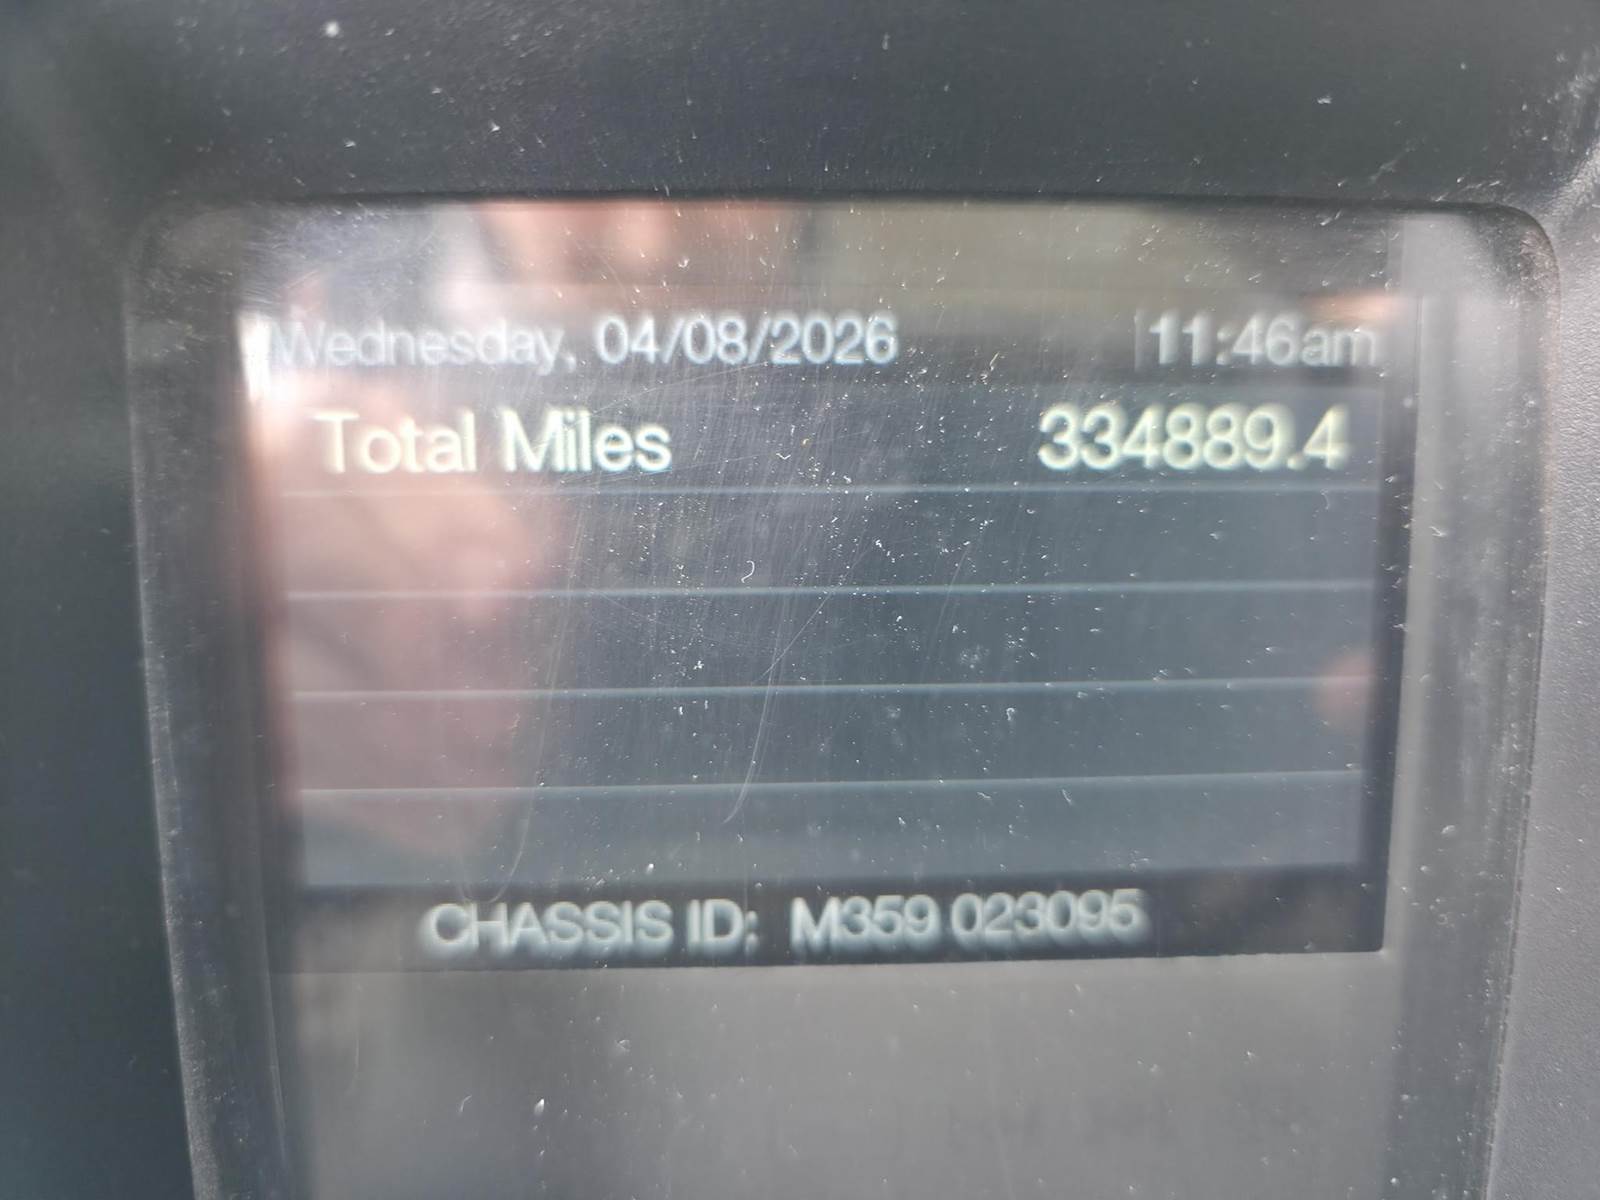 Wednesday, 04/08/2026 11:46am
Total Miles 334889.4
CHASSIS ID: M359 023095